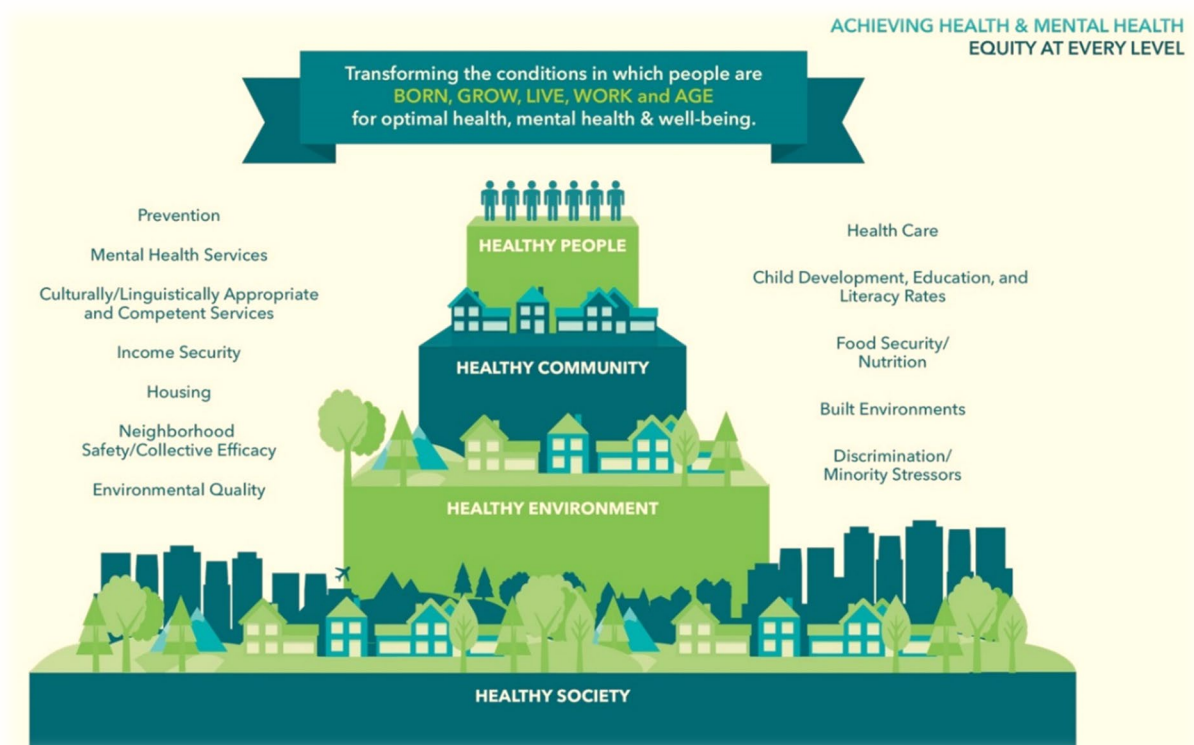 ACHIEVING HEALTH & MENTAL HEALTH
EQUITY AT EVERY LEVEL
Transforming the conditions in which people are
BORN, GROW, LIVE, WORK and AGE
for optimal health, mental health & well-being.
Prevention
Mental Health Services
Culturally/Linguistically Appropriate
and Competent Services
Income Security
Housing
Neighborhood
Safety/Collective Efficacy
Environmental Quality
HEALTHY PEOPLE
HEALTHY COMMUNITY
HEALTHY ENVIRONMENT
HEALTHY SOCIETY
Health Care
Child Development, Education, and
Literacy Rates
Food Security/
Nutrition
Built Environments
Discrimination/
Minority Stressors